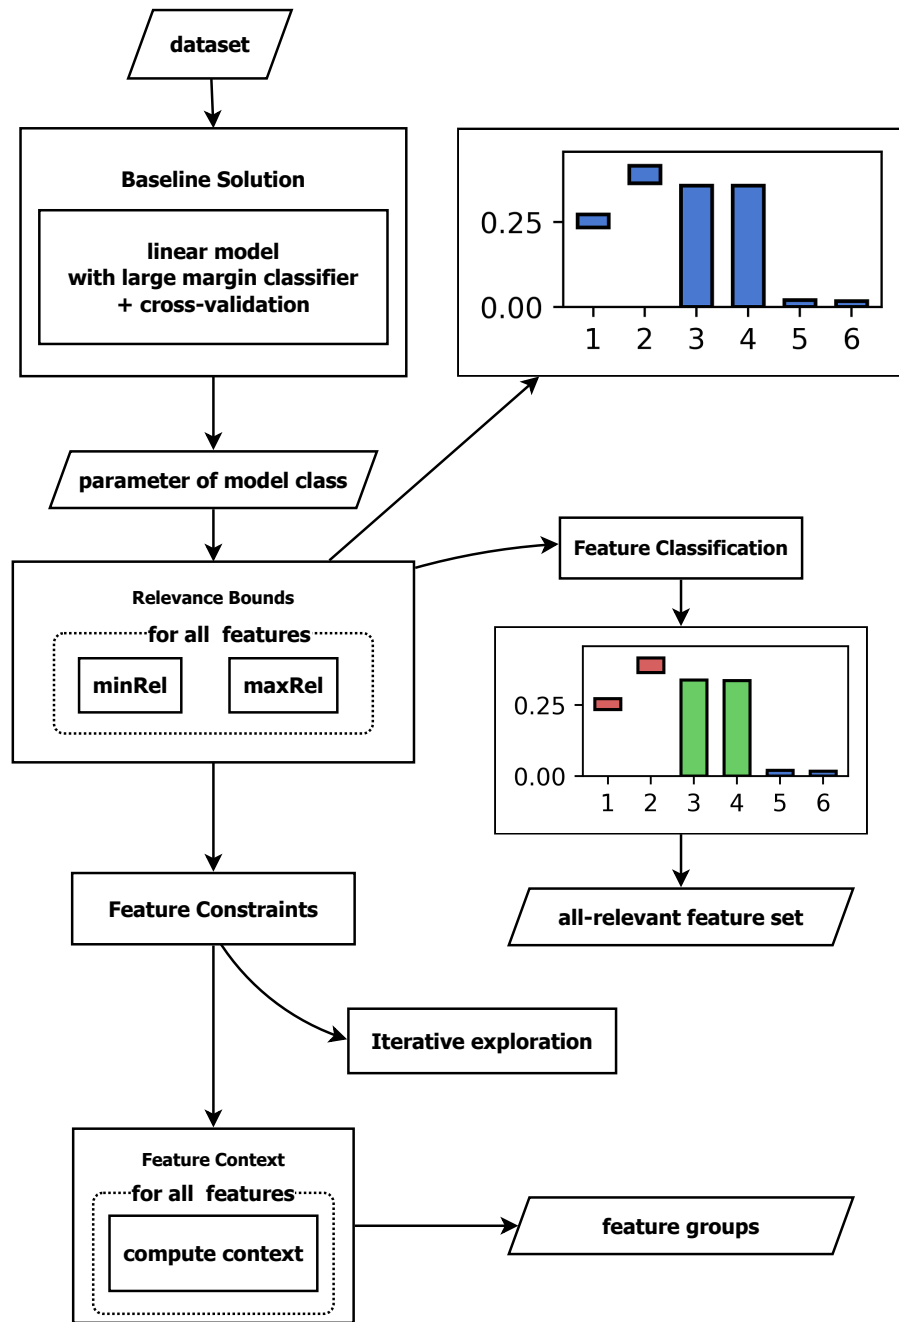 dataset
Baseline Solution
linear model
with large margin classifier
+ cross-validation
0.25
0.00
1 2 3 4 5 6
parameter of model class
Relevance Bounds
for all features
minRel maxRel
Feature Classification
0.25
0.00
1 2 3 4 5 6
all-relevant feature set
Feature Constraints
Iterative exploration
Feature Context
for all features
compute context
feature groups